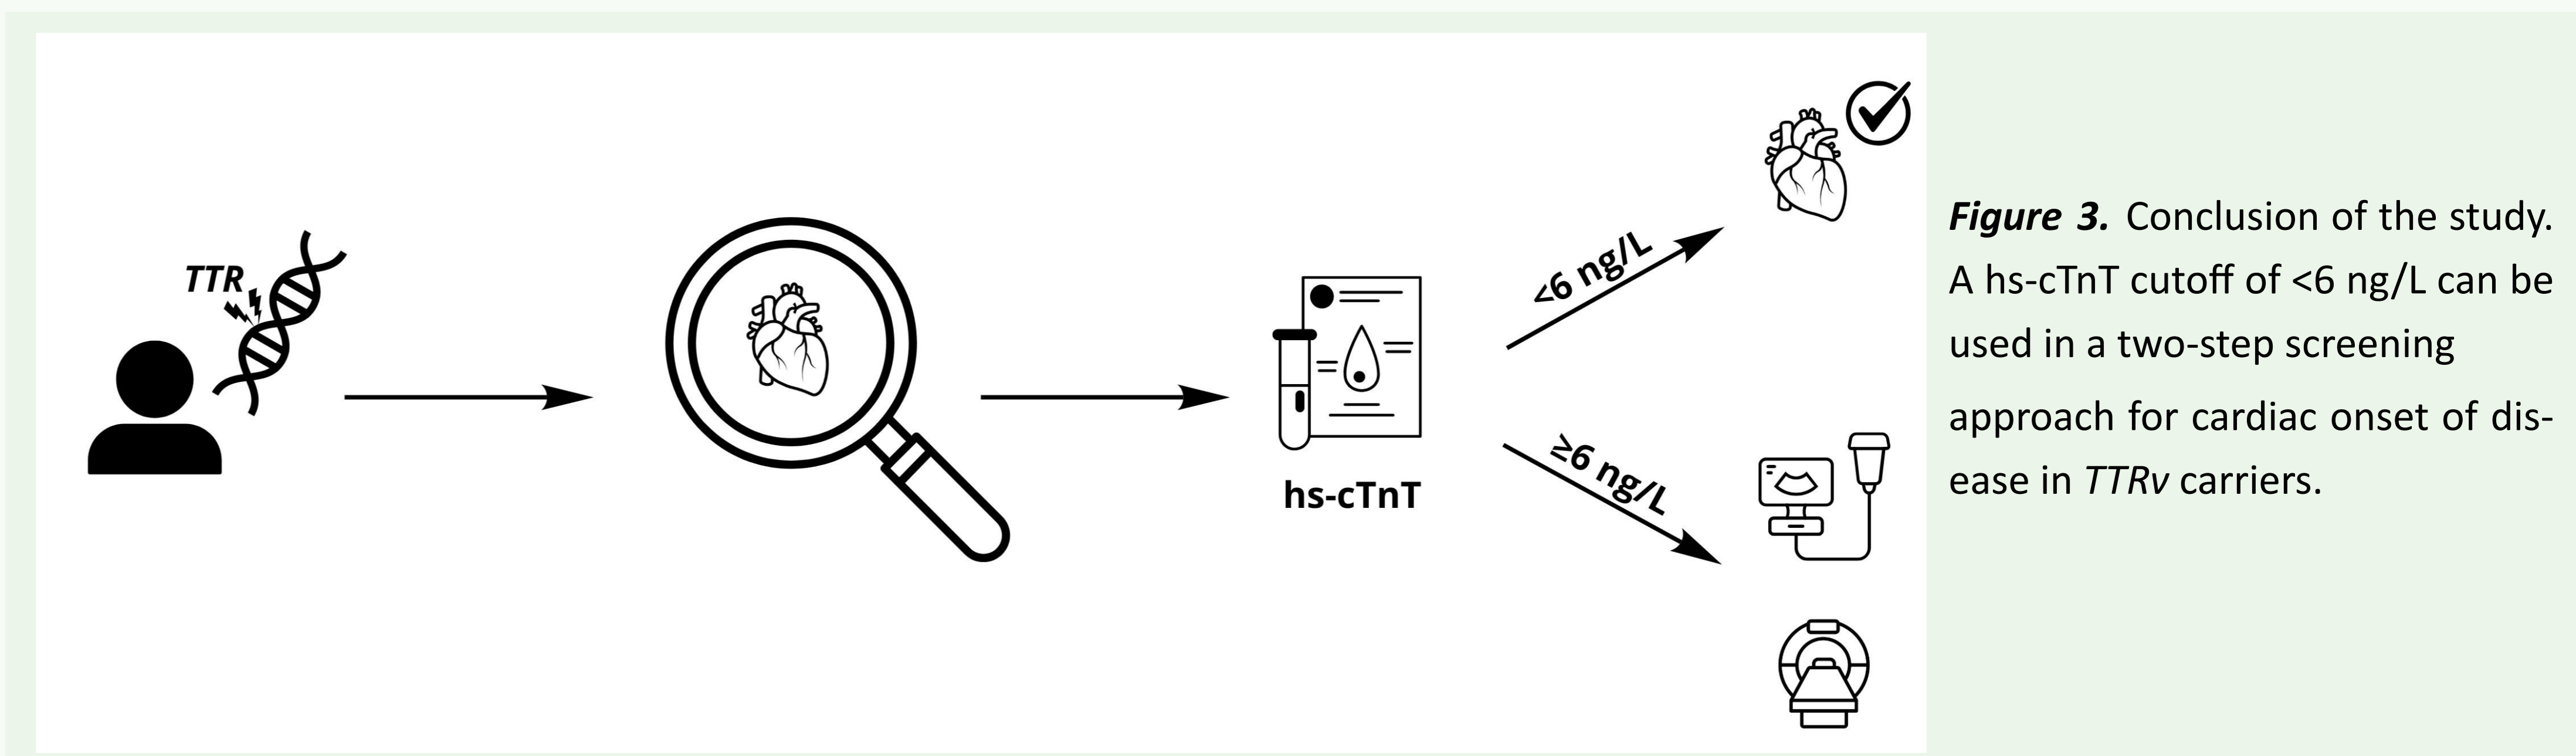 TTR
hs-cTnT
<6 ng/L
≥6 ng/L
Figure 3. Conclusion of the study.
A hs-cTnT cutoff of <6 ng/L can be
used in a two-step screening
approach for cardiac onset of dis-
ease in TTRv carriers.